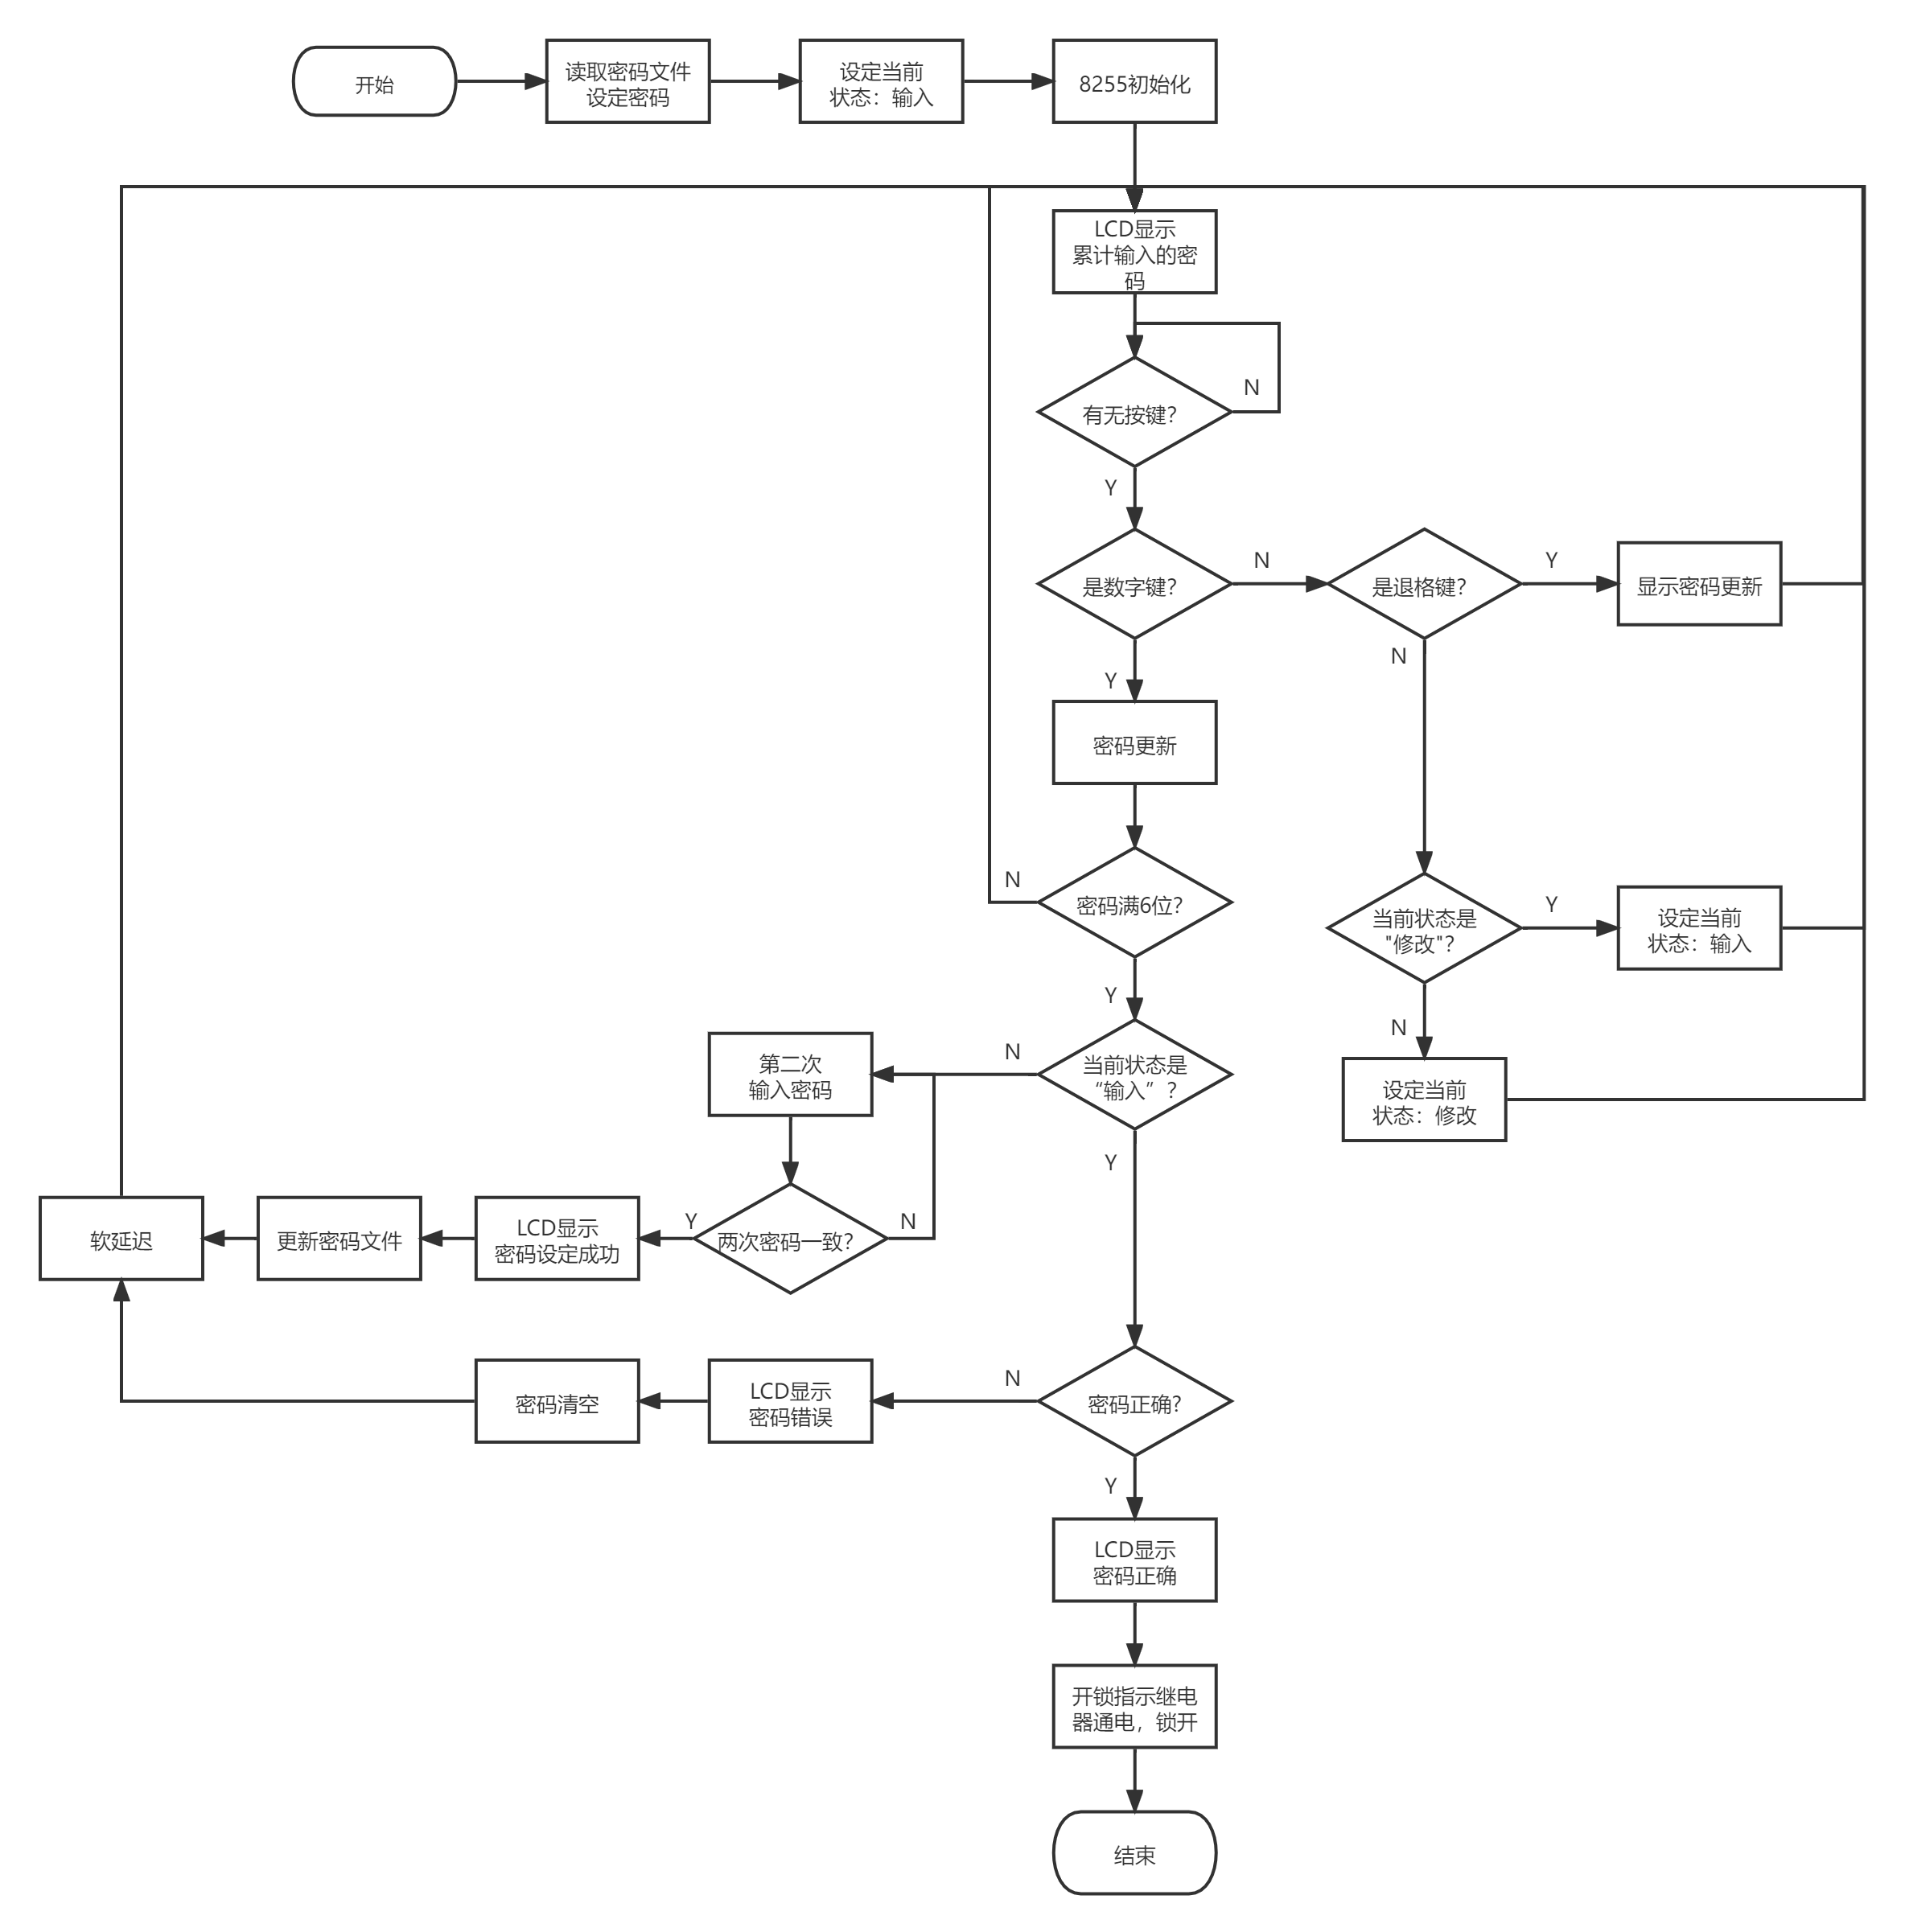 开始
读取密码文件
设定密码
设定当前
状态：输入
8255初始化
LCD显示
累计输入的密
码
有无按键？
N
Y
是数字键？
N
是退格键？
Y
显示密码更新
N
Y
密码更新
密码满6位？
N
当前状态是
"修改"？
Y
设定当前
状态：输入
Y
N
第二次
输入密码
N
当前状态是
“输入”？
设定当前
状态：修改
Y
软延迟
更新密码文件
LCD显示
密码设定成功
Y
两次密码一致？
N
密码清空
LCD显示
密码错误
N
密码正确？
Y
LCD显示
密码正确
开锁指示继电
器通电，锁开
结束